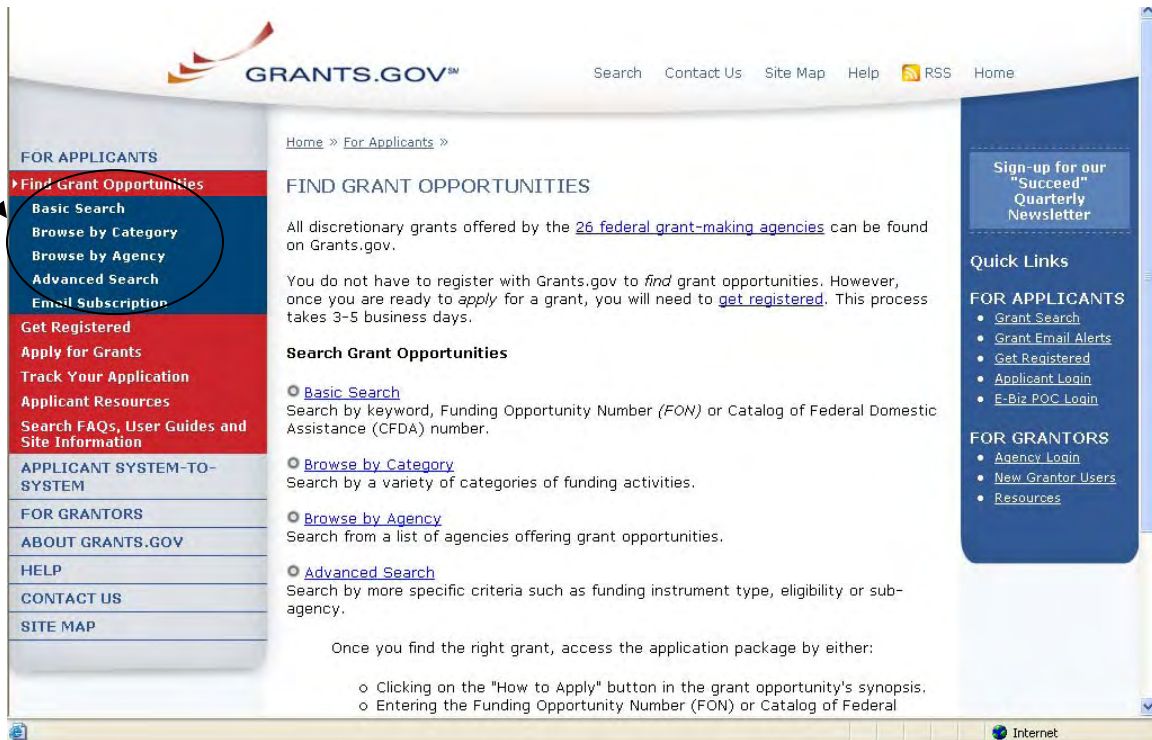 GRANTS.GOV℠
Search Contact Us Site Map Help RSS Home
FOR APPLICANTS
Find Grant Opportunities
Basic Search
Browse by Category
Browse by Agency
Advanced Search
Email Subscription
Get Registered
Apply for Grants
Track Your Application
Applicant Resources
Search FAQs, User Guides and
Site Information
APPLICANT SYSTEM-TO-
SYSTEM
FOR GRANTORS
ABOUT GRANTS.GOV
HELP
CONTACT US
SITE MAP
Home » For Applicants »
FIND GRANT OPPORTUNITIES
All discretionary grants offered by the 26 federal grant-making agencies can be found
on Grants.gov.
You do not have to register with Grants.gov to find grant opportunities. However,
once you are ready to apply for a grant, you will need to get registered. This process
takes 3-5 business days.
Search Grant Opportunities
Basic Search
Search by keyword, Funding Opportunity Number (FON) or Catalog of Federal Domestic
Assistance (CFDA) number.
Browse by Category
Search by a variety of categories of funding activities.
Browse by Agency
Search from a list of agencies offering grant opportunities.
Advanced Search
Search by more specific criteria such as funding instrument type, eligibility or sub-
agency.
Once you find the right grant, access the application package by either:
Clicking on the "How to Apply" button in the grant opportunity's synopsis.
Entering the Funding Opportunity Number (FON) or Catalog of Federal
Sign-up for our
"Succeed"
Quarterly
Newsletter
Quick Links
FOR APPLICANTS
Grant Search
Grant Email Alerts
Get Registered
Applicant Login
E-Biz POC Login
FOR GRANTORS
Agency Login
New Grantor Users
Resources
Internet